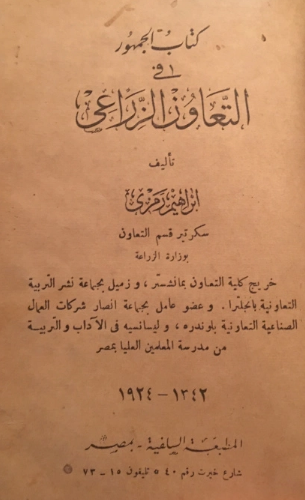 كتاب الجمهور
في
التعاون الزراعي
تأليف
ابراهيم رمزي
سكرتير قسم التعاون
بوزارة الزراعة
خريج كلية التعاون بمانشستر، و زميل بجماعة نشر التربية
التعاونية بانجلترا. و عضو عامل بجماعة انصار شركات العمال
الصناعية التعاونية بلوندره، و ليسانسيه فى الآداب و التربيـة
من مدرسة المعلمين العليا بمصر
١٣٤٢ – ١٩٢٤
المطبعة السلفية - بمصر
شارع خيرت رقم ٤٠ تليفون ١٥ – ٧٣